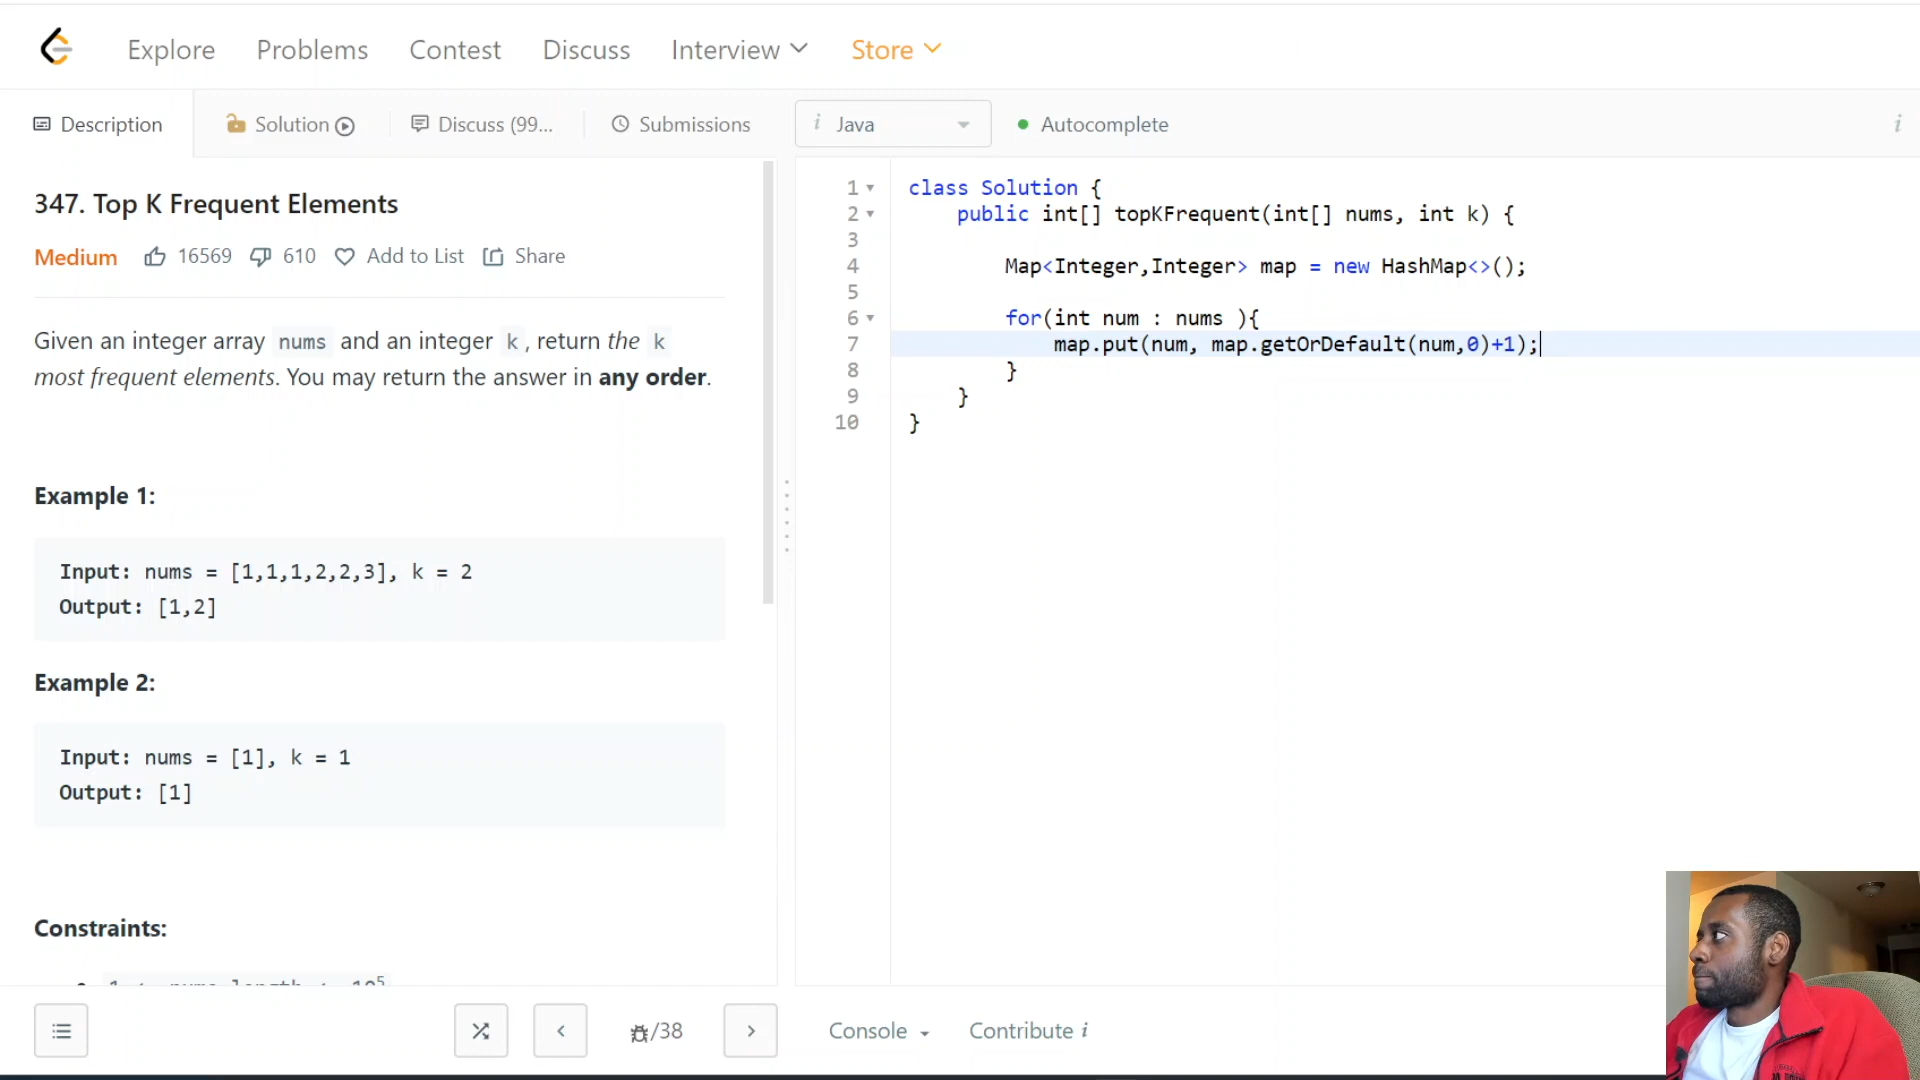 Explore Problems Contest Discuss Interview Store
Description Solution Discuss (99... Submissions i Java Autocomplete i
347. Top K Frequent Elements
Medium 16569 610 Add to List Share
Given an integer array nums and an integer k, return the k
most frequent elements. You may return the answer in any order.
Example 1:
Input: nums = [1,1,1,2,2,3], k = 2
Output: [1,2]
Example 2:
Input: nums = [1], k = 1
Output: [1]
Constraints:
1 class Solution {
2 public int[] topKFrequent(int[] nums, int k) {
3
4 Map<Integer,Integer> map = new HashMap<>();
5
6 for(int num : nums ){
7 map.put(num, map.getOrDefault(num,0)+1);
8 }
9 }
10 }
/38 Console Contribute i